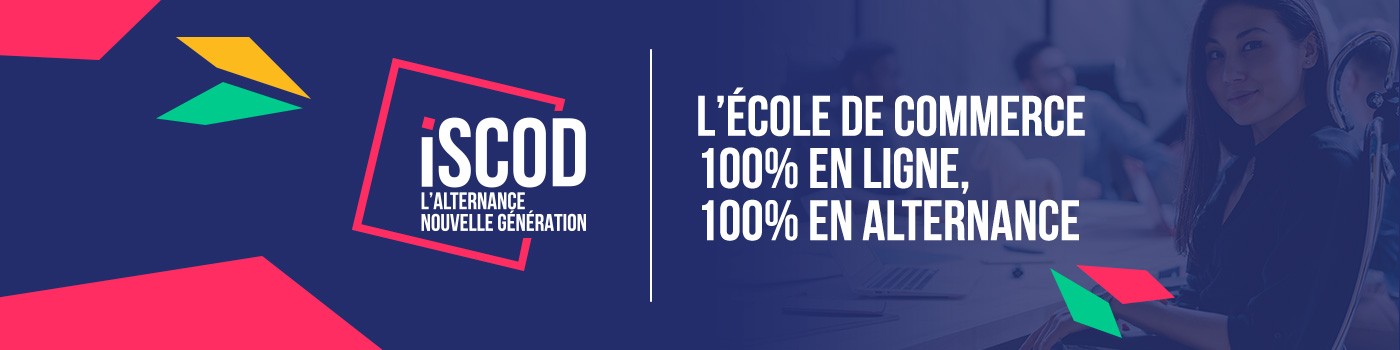 iSCOD
L'ALTERNANCE
NOUVELLE GÉNÉRATION
L'ÉCOLE DE COMMERCE
100% EN LIGNE,
100% EN ALTERNANCE